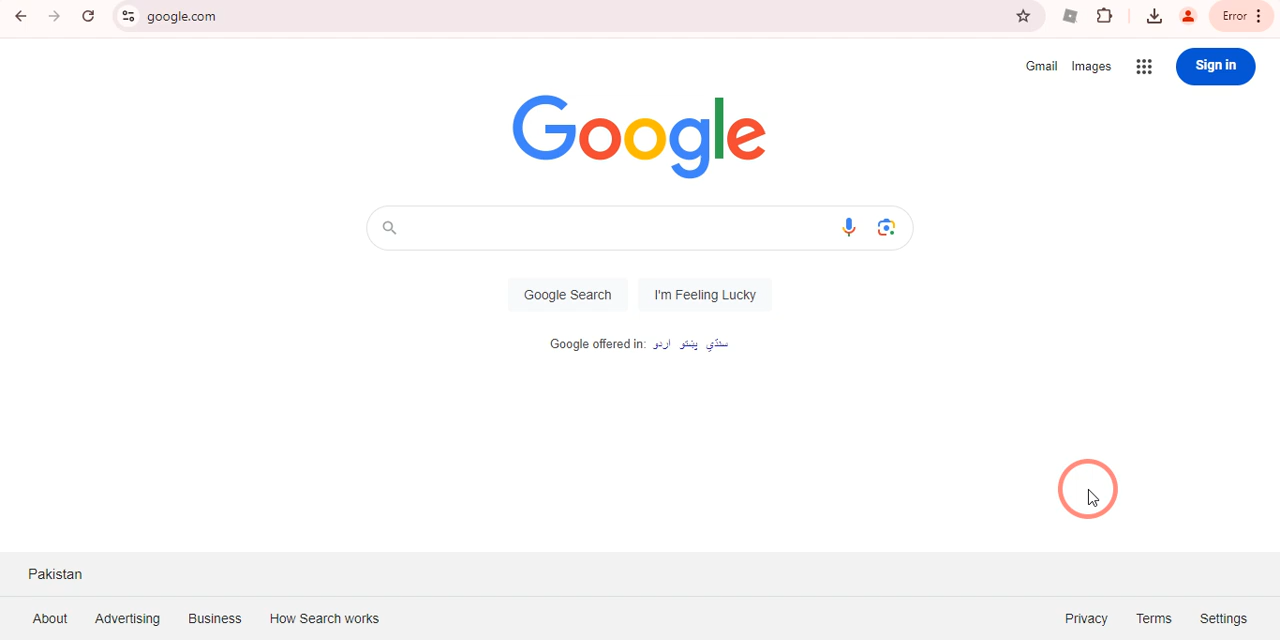 google.com
Error
Gmail Images Sign in
Google
Google Search I'm Feeling Lucky
Google offered in: اردو پښتو سنڌي
Pakistan
About Advertising Business How Search works Privacy Terms Settings